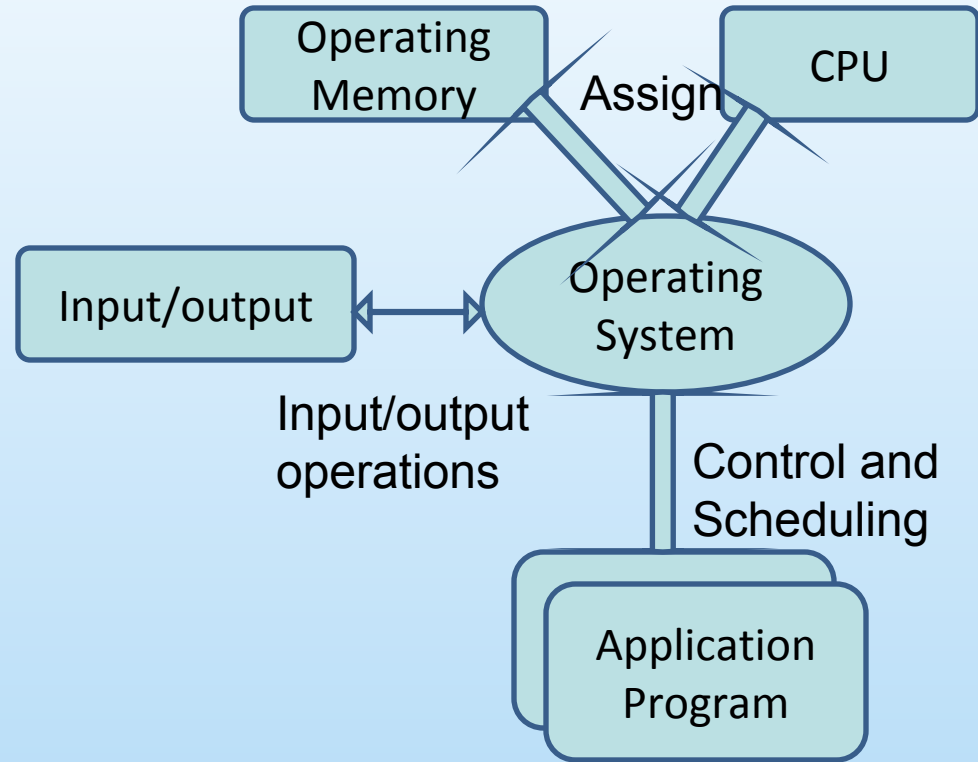 Operating
Memory
Assign
CPU
Input/output
Operating
System
Input/output
operations
Control and
Scheduling
Application
Program